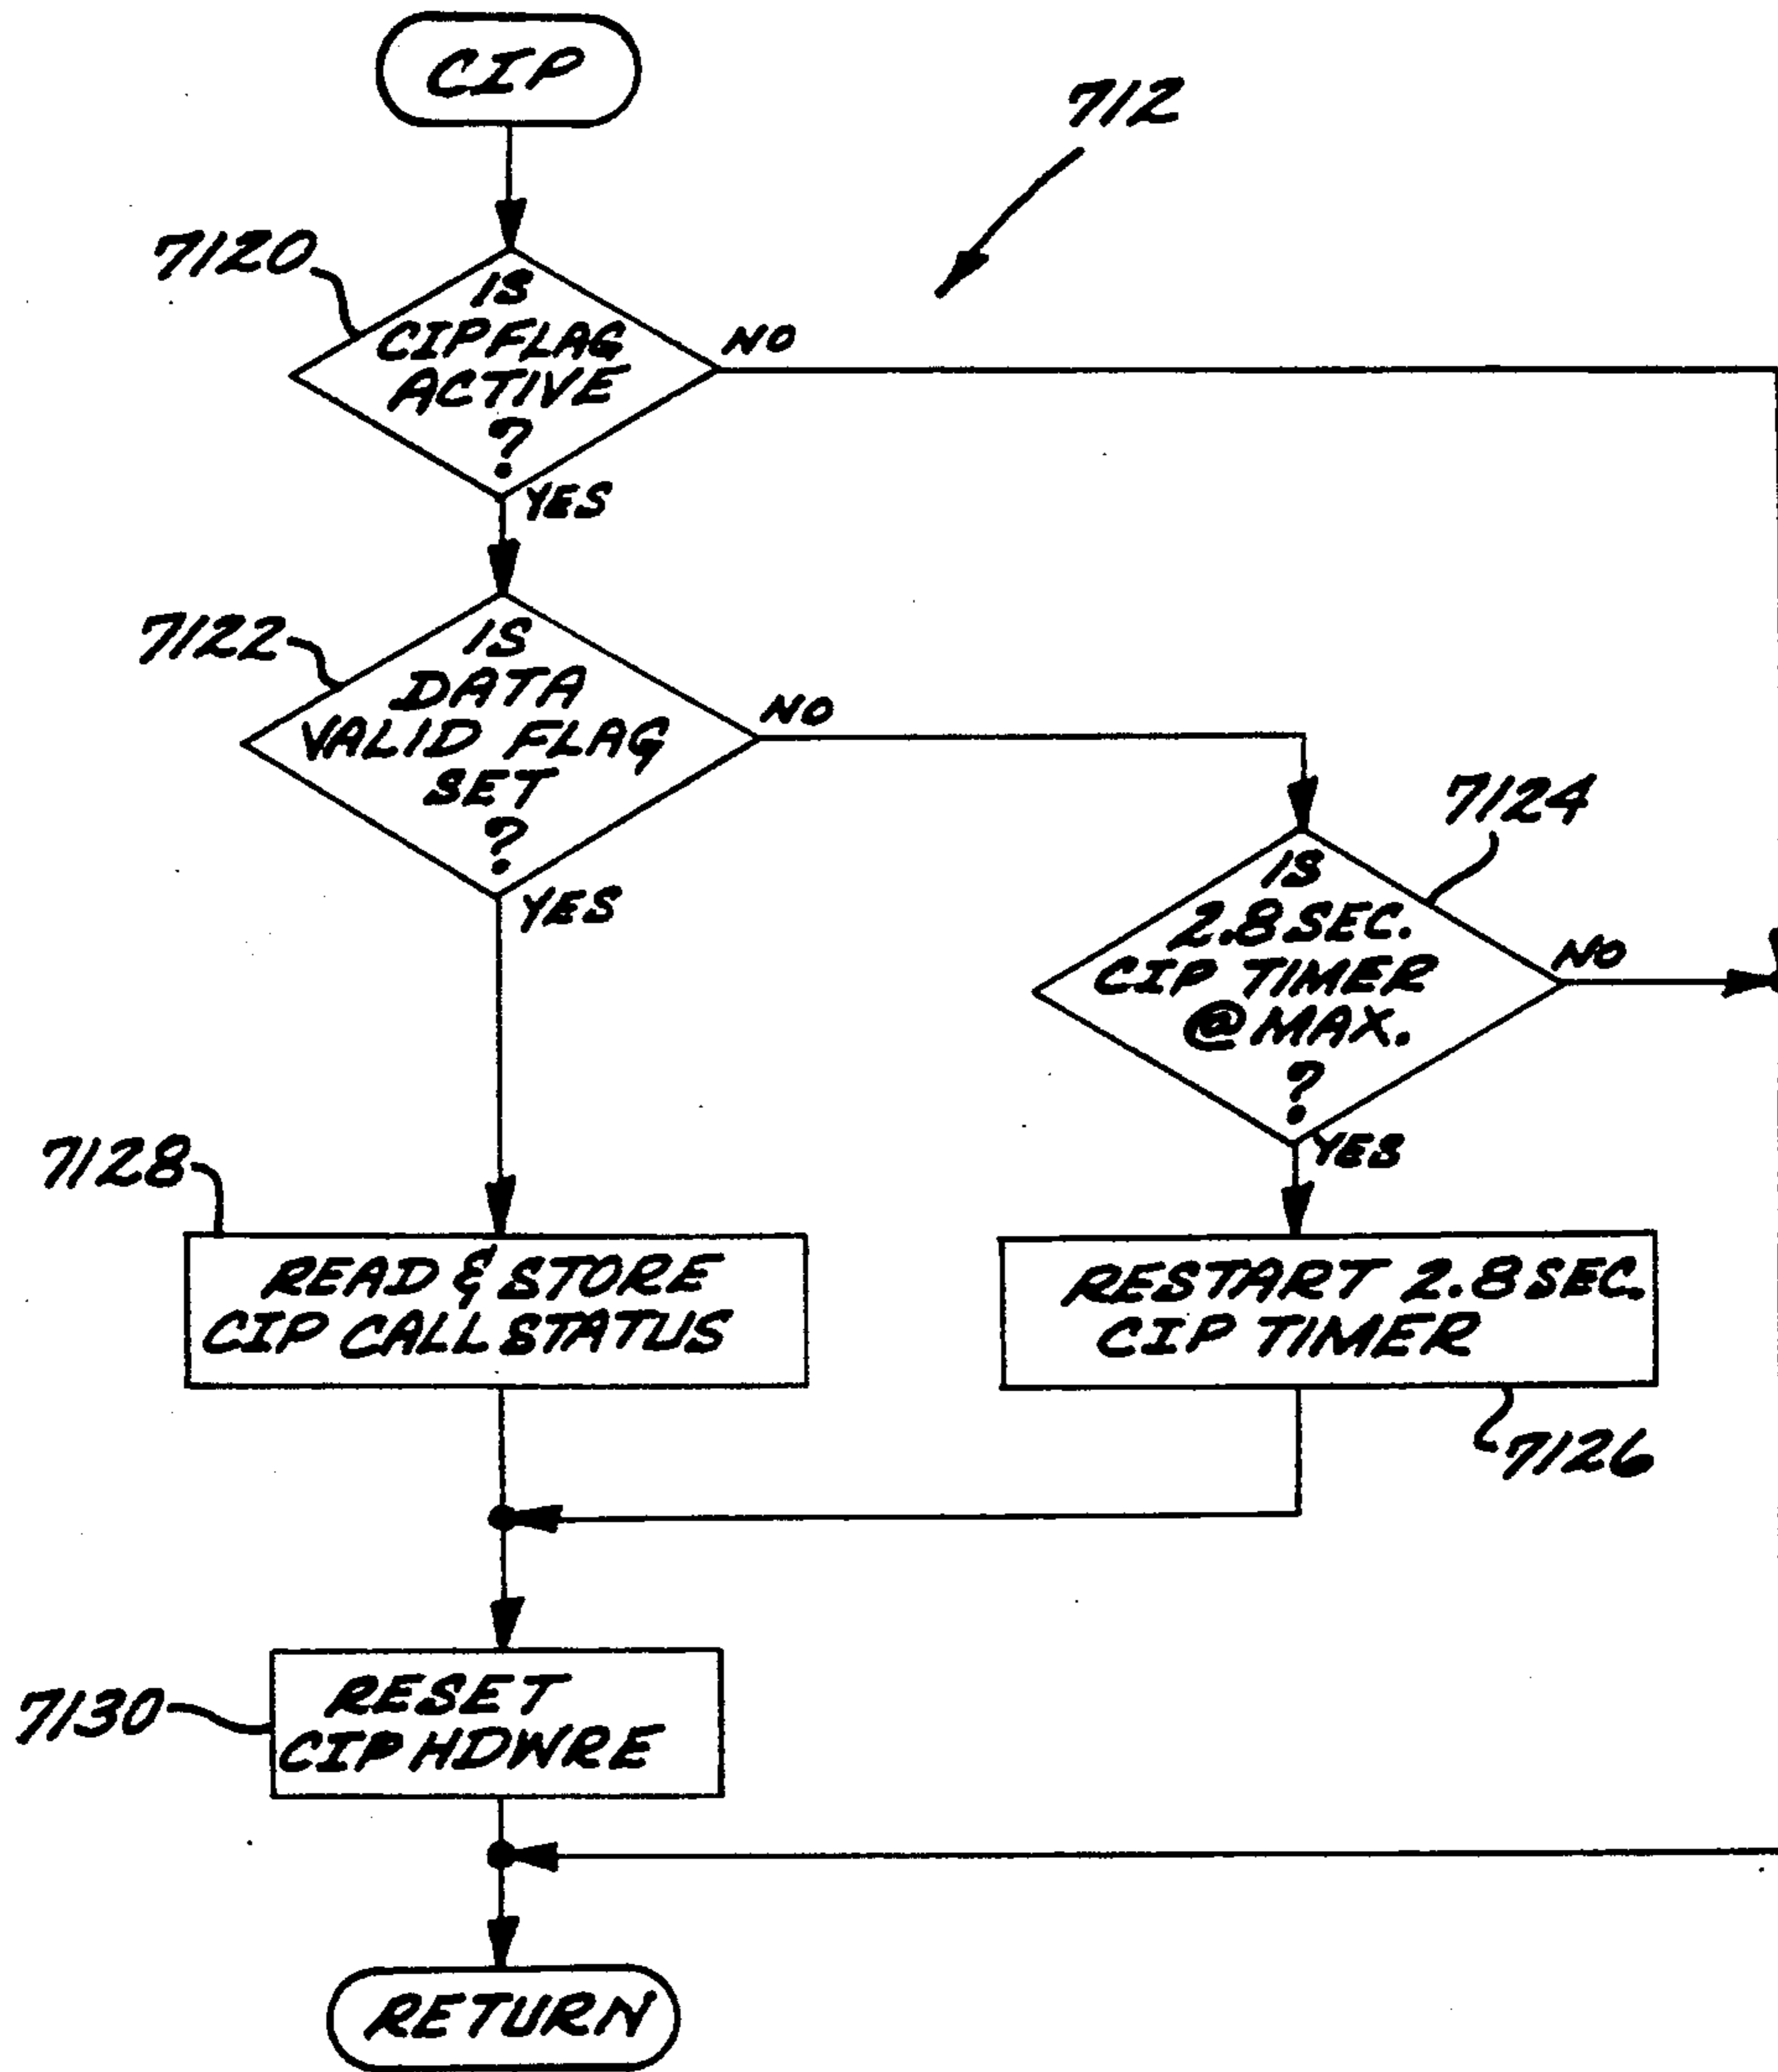 CIP
712
7120
IS
CIP FLAG
ACTIVE
?
NO
YES
7122
IS
DATA
VALID FLAG
SET
?
NO
YES
7124
IS
2.8 SEC.
CIP TIMER
@ MAX.
?
NO
YES
7128
READ & STORE
CIP CALL STATUS
RESTART 2.8 SEC.
CIP TIMER
7126
7130
RESET
CIP HDWRE
RETURN